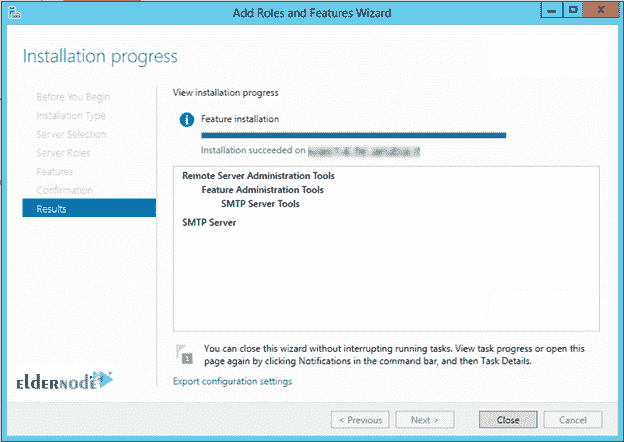 Add Roles and Features Wizard
Installation progress
Before You Begin
Installation Type
Server Selection
Server Roles
Features
Confirmation
Results
View installation progress
Feature installation
Installation succeeded on
Remote Server Administration Tools
Feature Administration Tools
SMTP Server Tools
SMTP Server
You can close this wizard without interrupting running tasks. View task progress or open this
page again by clicking Notifications in the command bar, and then Task Details.
Export configuration settings
eldernode
< Previous
Next >
Close
Cancel